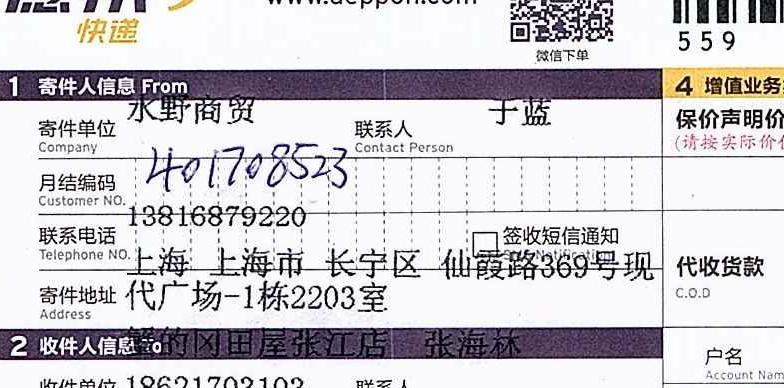 www.deppon.com
快递
微信下单
559
1 寄件人信息 From
4 增值业务
水野商贸 于蓝
寄件单位 联系人
Company Contact Person
保价声明价
(请按实际价
401708523
月结编码
Customer NO.
13816879220
联系电话 签收短信通知
Telephone NO.
上海 上海市 长宁区 仙霞路369号现
代收货款
C.O.D
寄件地址 代广场-1栋2203室
Address
2 收件人信息 To
蟹的冈田屋张江店 张海林
户名
Account Nam
收件单位 18621703103 联系人